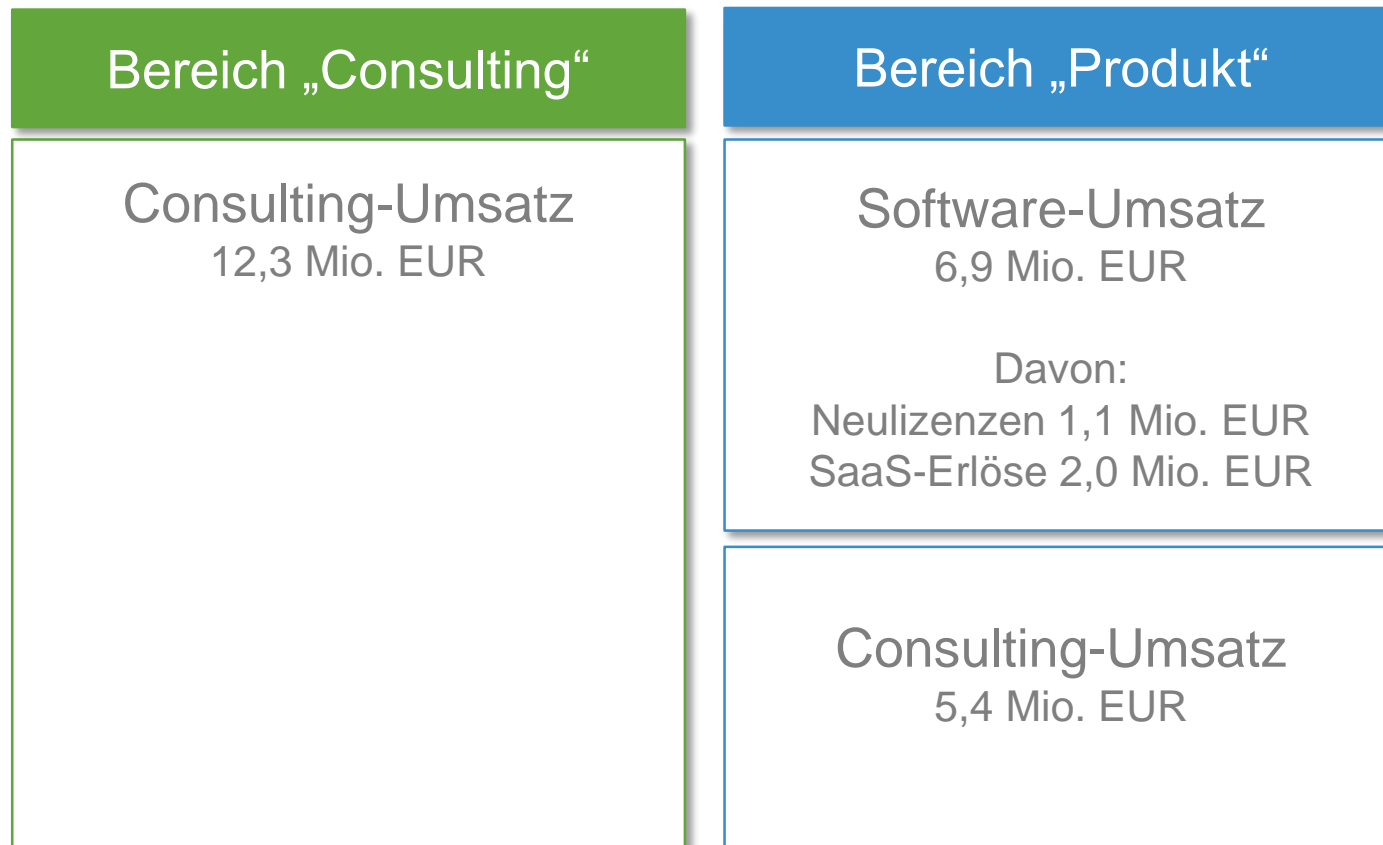 Bereich „Consulting“
Consulting-Umsatz
12,3 Mio. EUR
Bereich „Produkt“
Software-Umsatz
6,9 Mio. EUR
Davon:
Neulizenzen 1,1 Mio. EUR
SaaS-Erlöse 2,0 Mio. EUR
Consulting-Umsatz
5,4 Mio. EUR